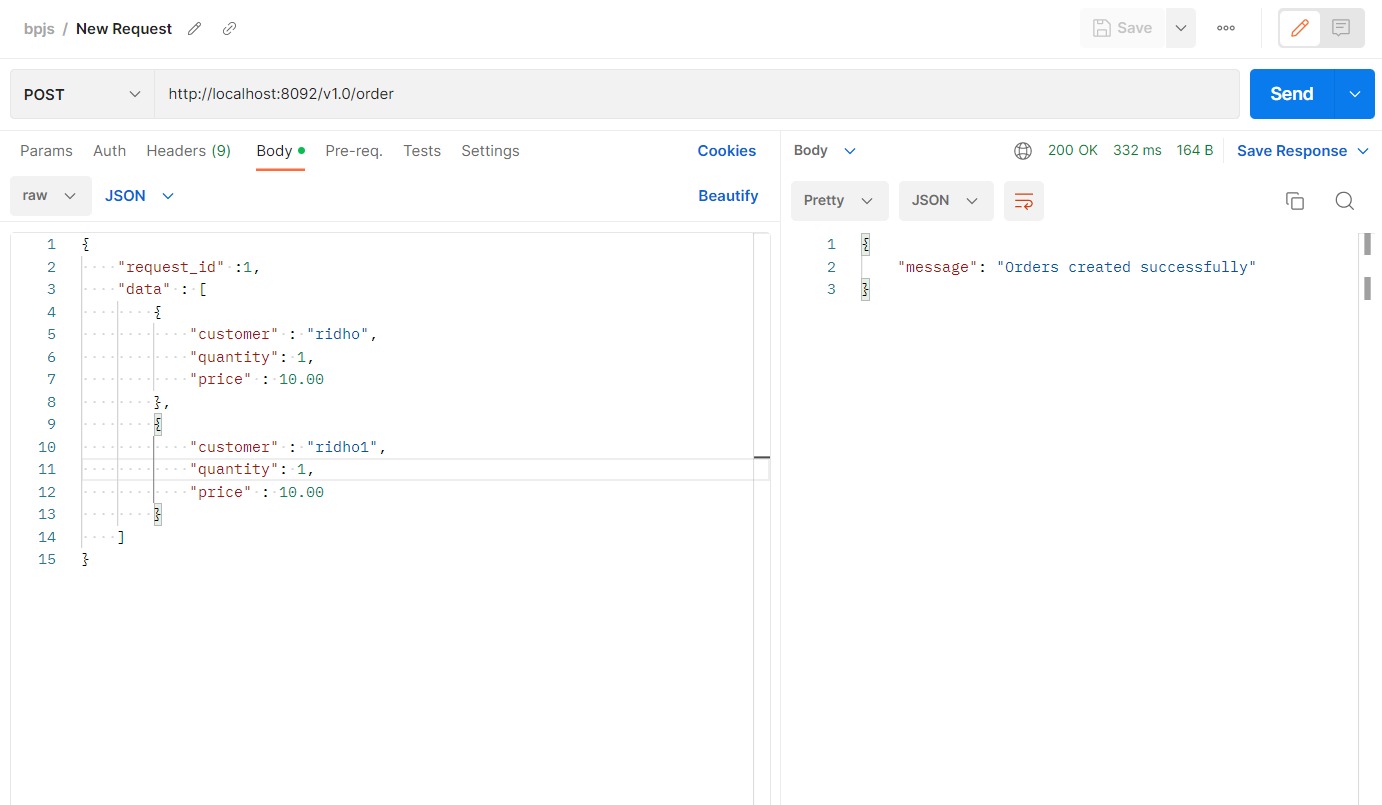 bpjs / New Request
Save
POST
http://localhost:8092/v1.0/order
Send
Params Auth Headers (9) Body Pre-req. Tests Settings Cookies
raw JSON Beautify
1 {
2 "request_id" :1,
3 "data" : [
4 {
5 "customer" : "ridho",
6 "quantity": 1,
7 "price" : 10.00
8 },
9 {
10 "customer" : "ridho1",
11 "quantity": 1,
12 "price" : 10.00
13 }
14 ]
15 }
Body 200 OK 332 ms 164 B Save Response
Pretty JSON
1 {
2 "message": "Orders created successfully"
3 }